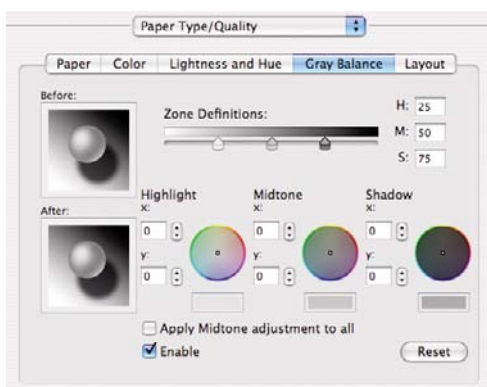 Paper Type/Quality
Paper Color Lightness and Hue Gray Balance Layout
Before:
Zone Definitions:
H: 25
M: 50
S: 75
After:
Highlight Midtone Shadow
x: x: x:
0 0 0
y: y: y:
0 0 0
Apply Midtone adjustment to all
Enable
Reset